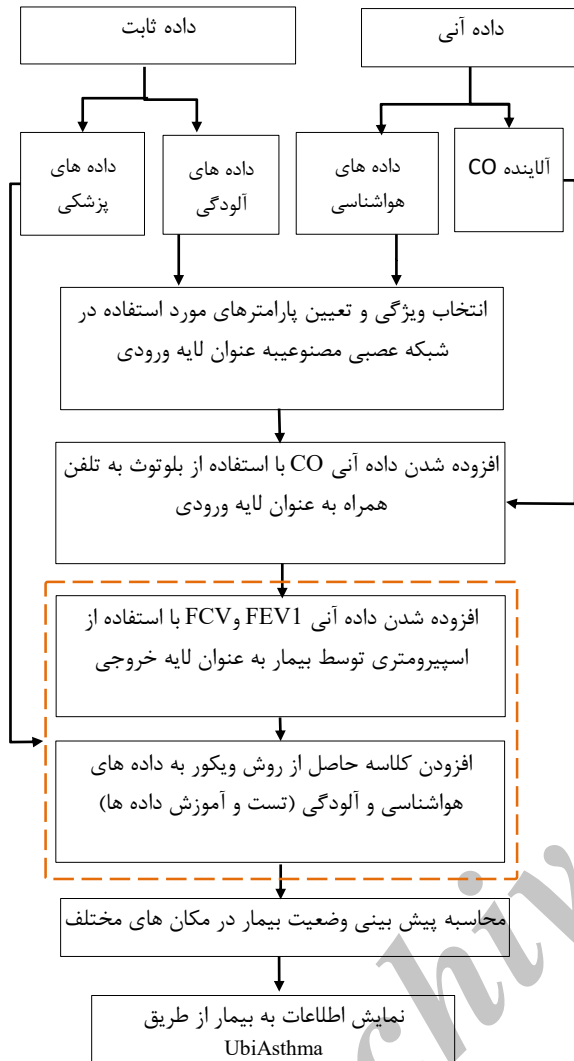 داده آنی
داده ثابت
آلاینده CO
داده های
هواشناسی
داده های
آلودگی
داده های
پزشکی
انتخاب ویژگی و تعیین پارامترهای مورد استفاده در
شبکه عصبی مصنوعیبه عنوان لایه ورودی
افزوده شدن داده آنی CO با استفاده از بلوتوث به تلفن
همراه به عنوان لایه ورودی
افزوده شدن داده آنی FEV1 وFCV با استفاده از
اسپیرومتری توسط بیمار به عنوان لایه خروجی
افزودن کلاسه حاصل از روش ویکور به داده های
هواشناسی و آلودگی (تست و آموزش داده ها)
محاسبه پیش بینی وضعیت بیمار در مکان های مختلف
نمایش اطلاعات به بیمار از طریق
UbiAsthma